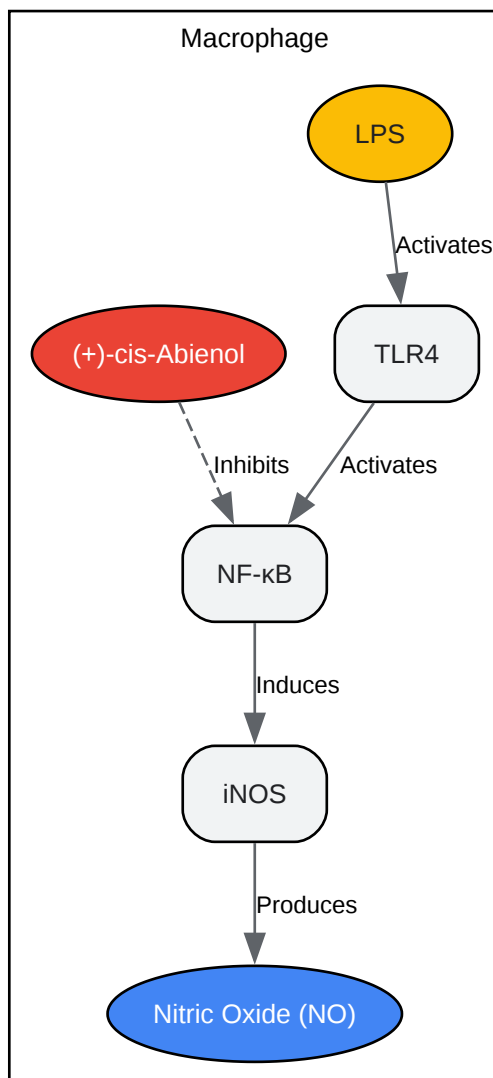 Macrophage
LPS
Activates
(+)-cis-Abienol
TLR4
Inhibits
Activates
NF-κB
Induces
iNOS
Produces
Nitric Oxide (NO)